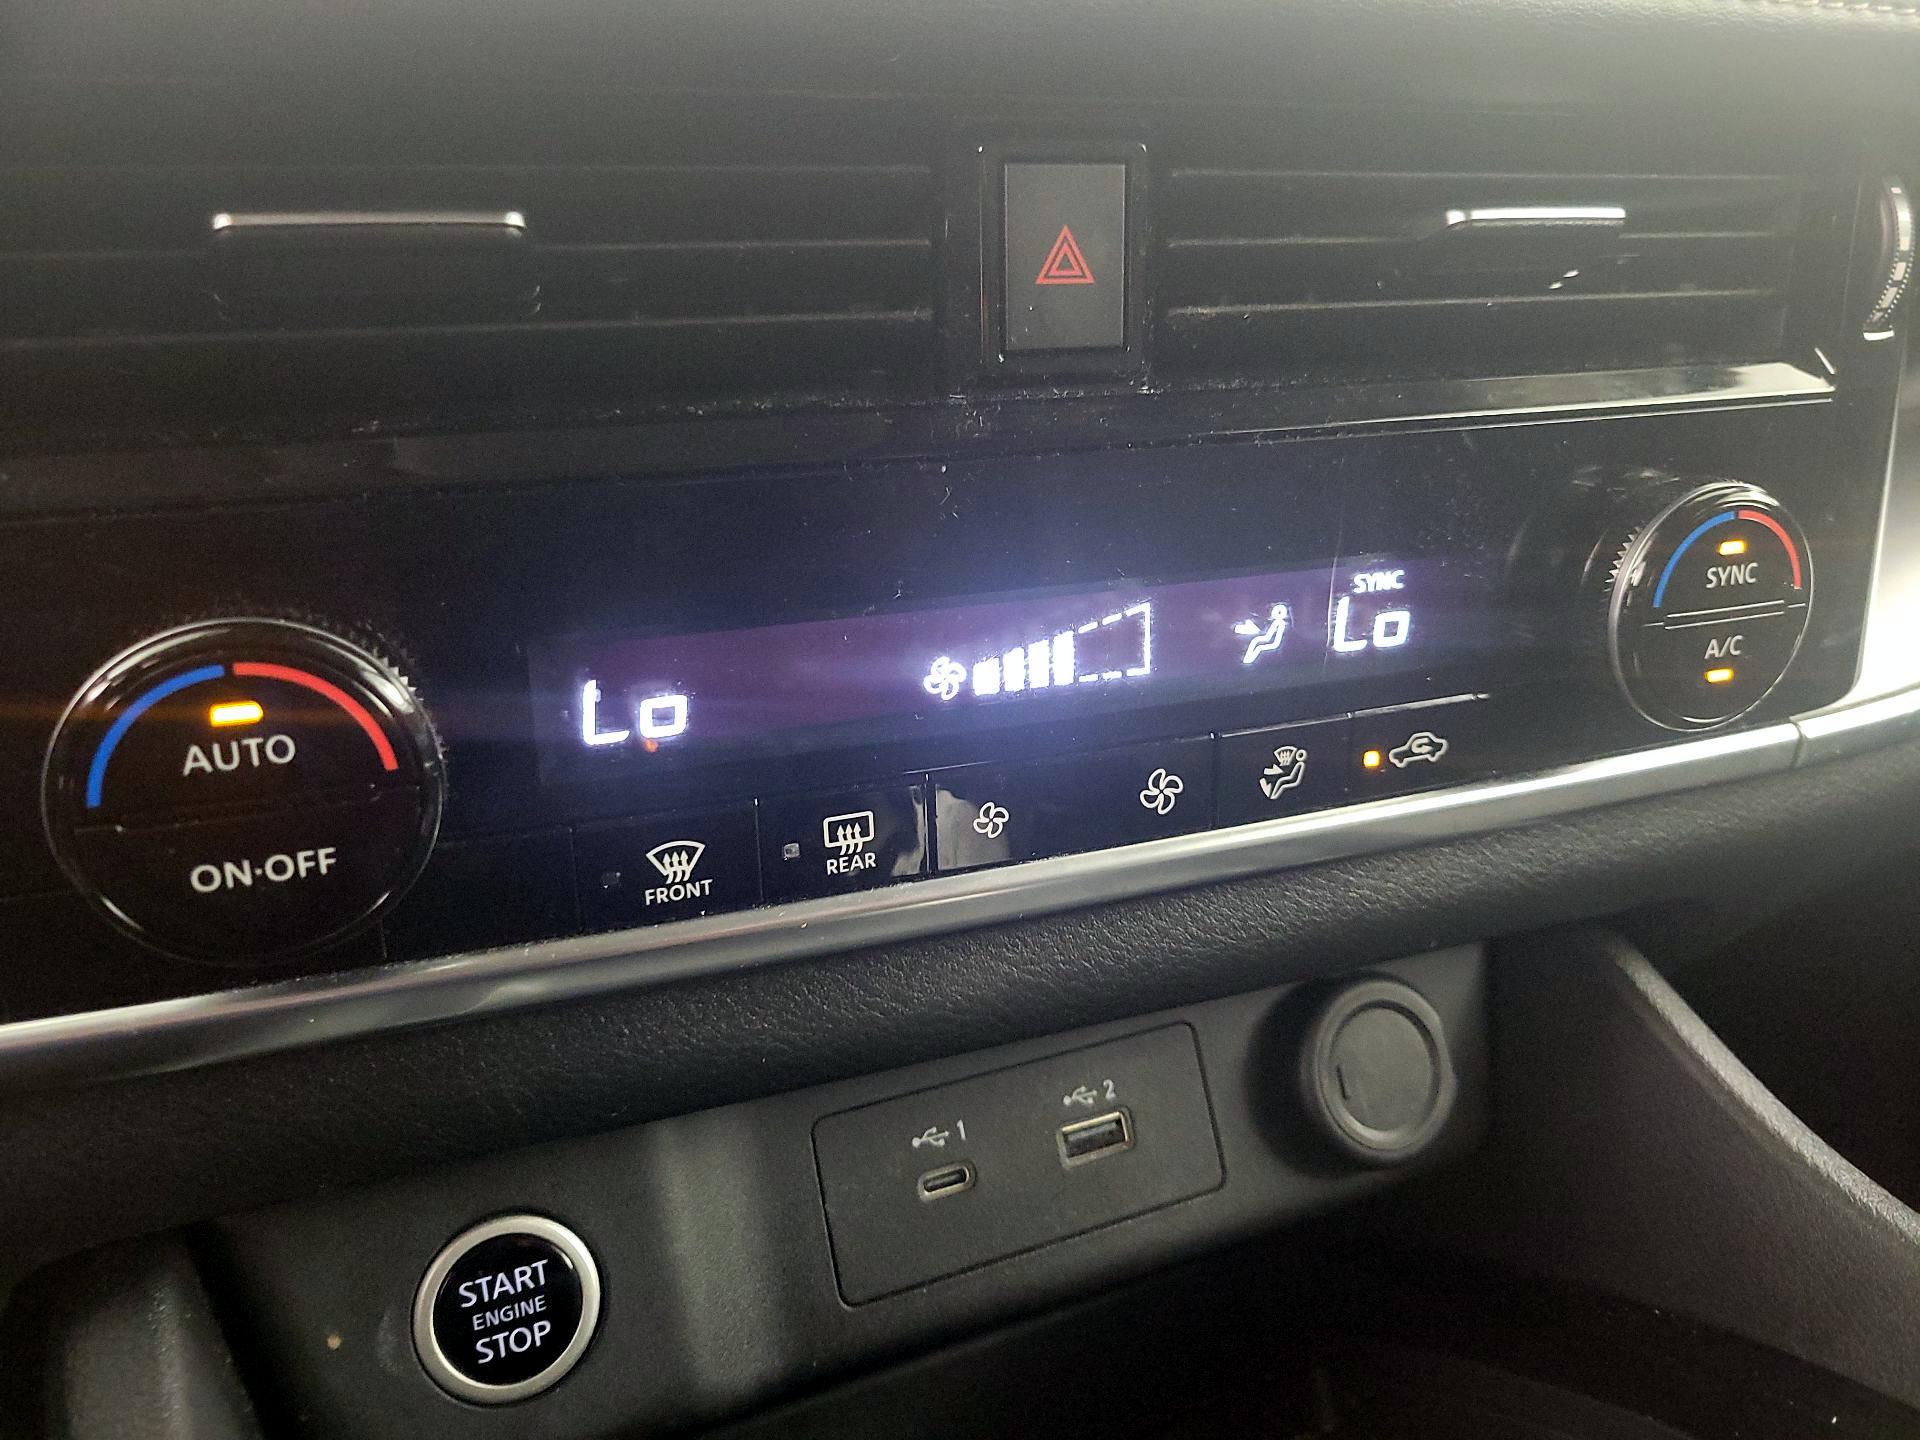 SYNC
Lo
Lo
SYNC
A/C
AUTO
ON·OFF
FRONT
REAR
1
2
START
ENGINE
STOP